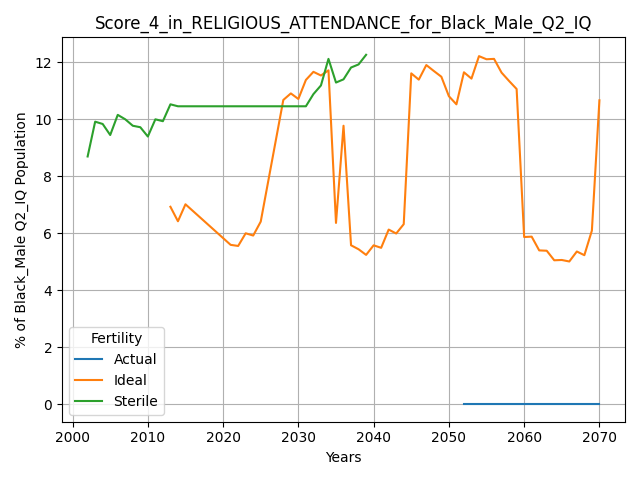 Score_4_in_RELIGIOUS_ATTENDANCE_for_Black_Male_Q2_IQ
% of Black_Male Q2_IQ Population
12
10
8
6
4
2
0
Fertility
Actual
Ideal
Sterile
2000 2010 2020 2030 2040 2050 2060 2070
Years